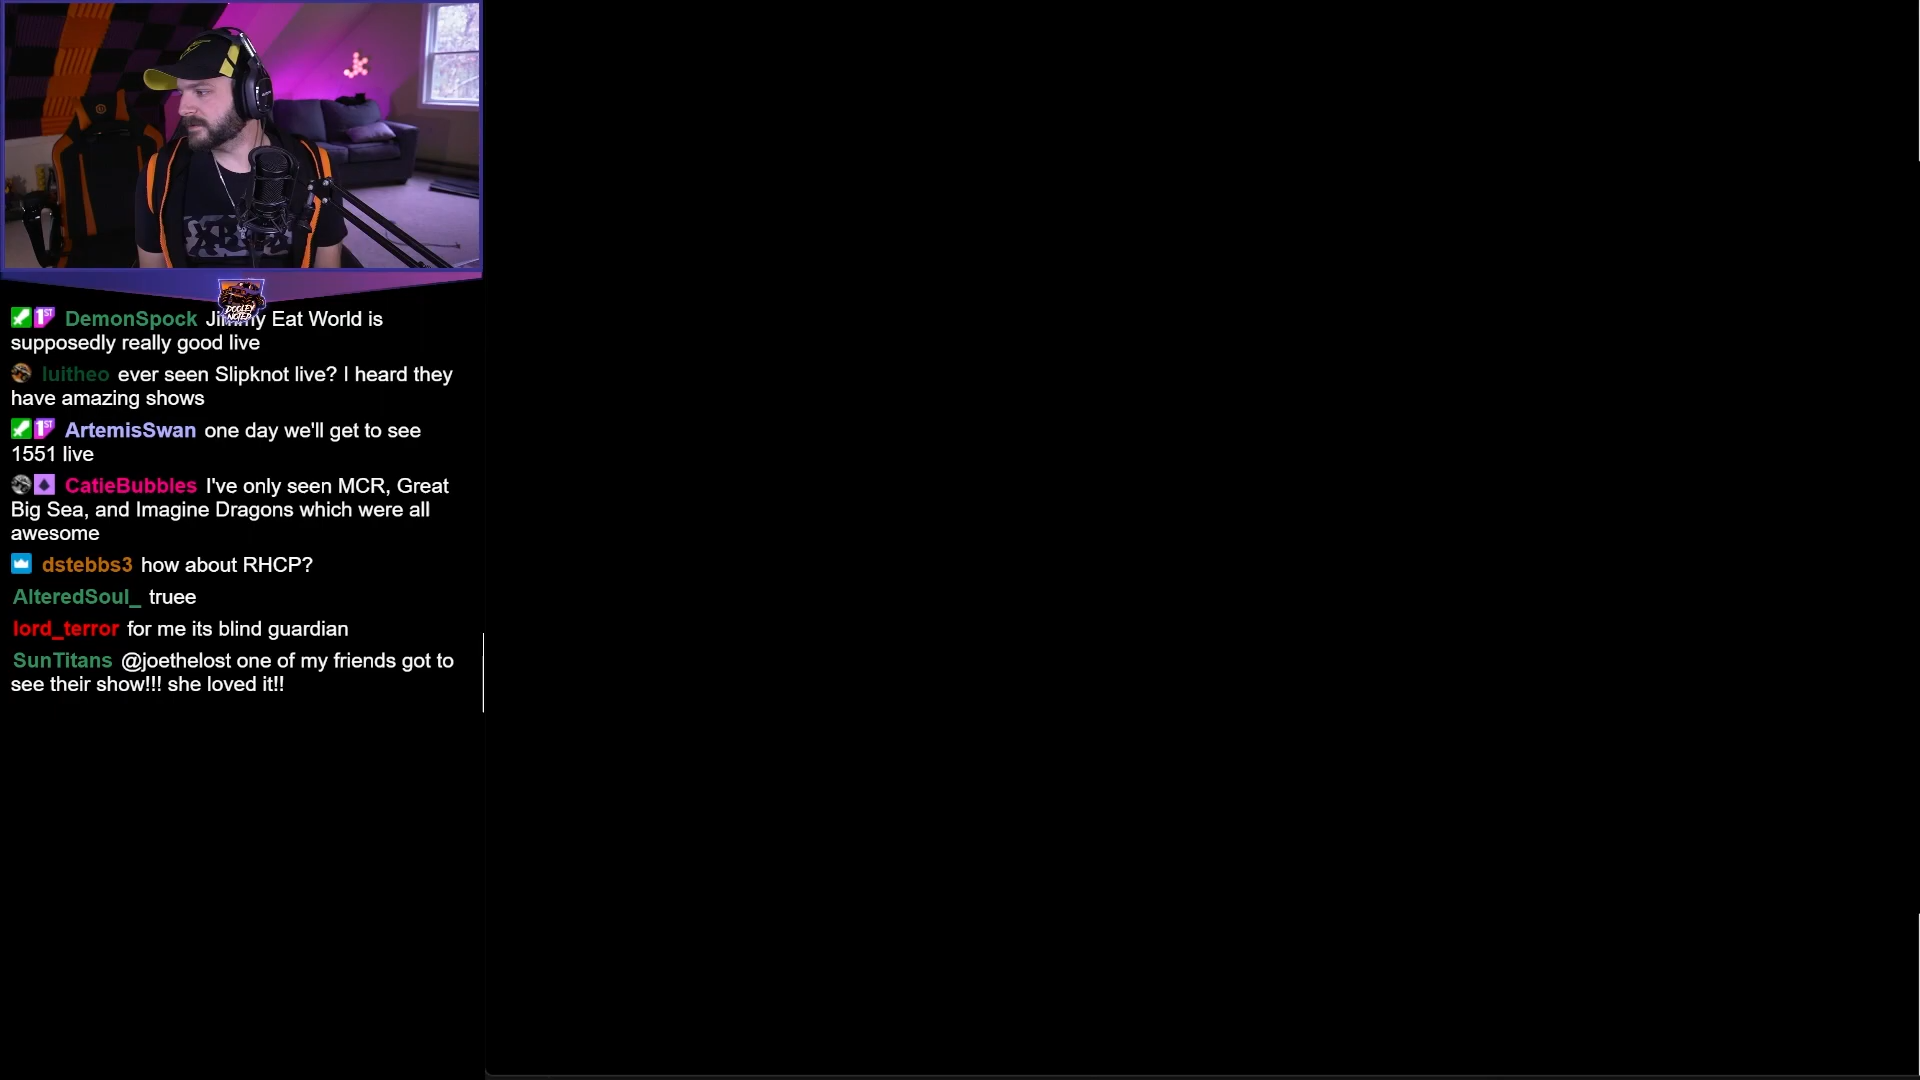 DOOLEY
NOTED
DemonSpock Jimmy Eat World is
supposedly really good live
luitheo ever seen Slipknot live? I heard they
have amazing shows
ArtemisSwan one day we'll get to see
1551 live
CatieBubbles I've only seen MCR, Great
Big Sea, and Imagine Dragons which were all
awesome
dstebbs3 how about RHCP?
AlteredSoul_ truee
lord_terror for me its blind guardian
SunTitans @joethelost one of my friends got to
see their show!!! she loved it!!